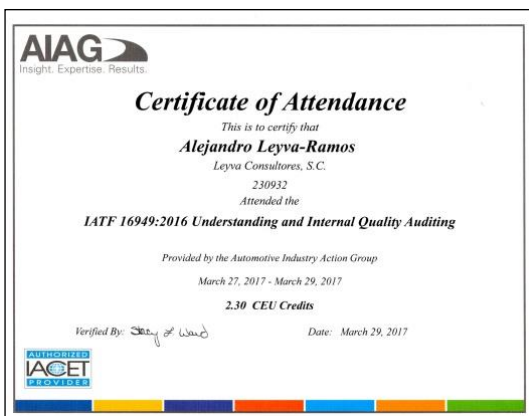 AIAG
Insight. Expertise. Results.
Certificate of Attendance
This is to certify that
Alejandro Leyva-Ramos
Leyva Consultores, S.C.
230932
Attended the
IATF 16949:2016 Understanding and Internal Quality Auditing
Provided by the Automotive Industry Action Group
March 27, 2017 - March 29, 2017
2.30 CEU Credits
Verified By: Stacy L Ward Date: March 29, 2017
AUTHORIZED
IACET
PROVIDER